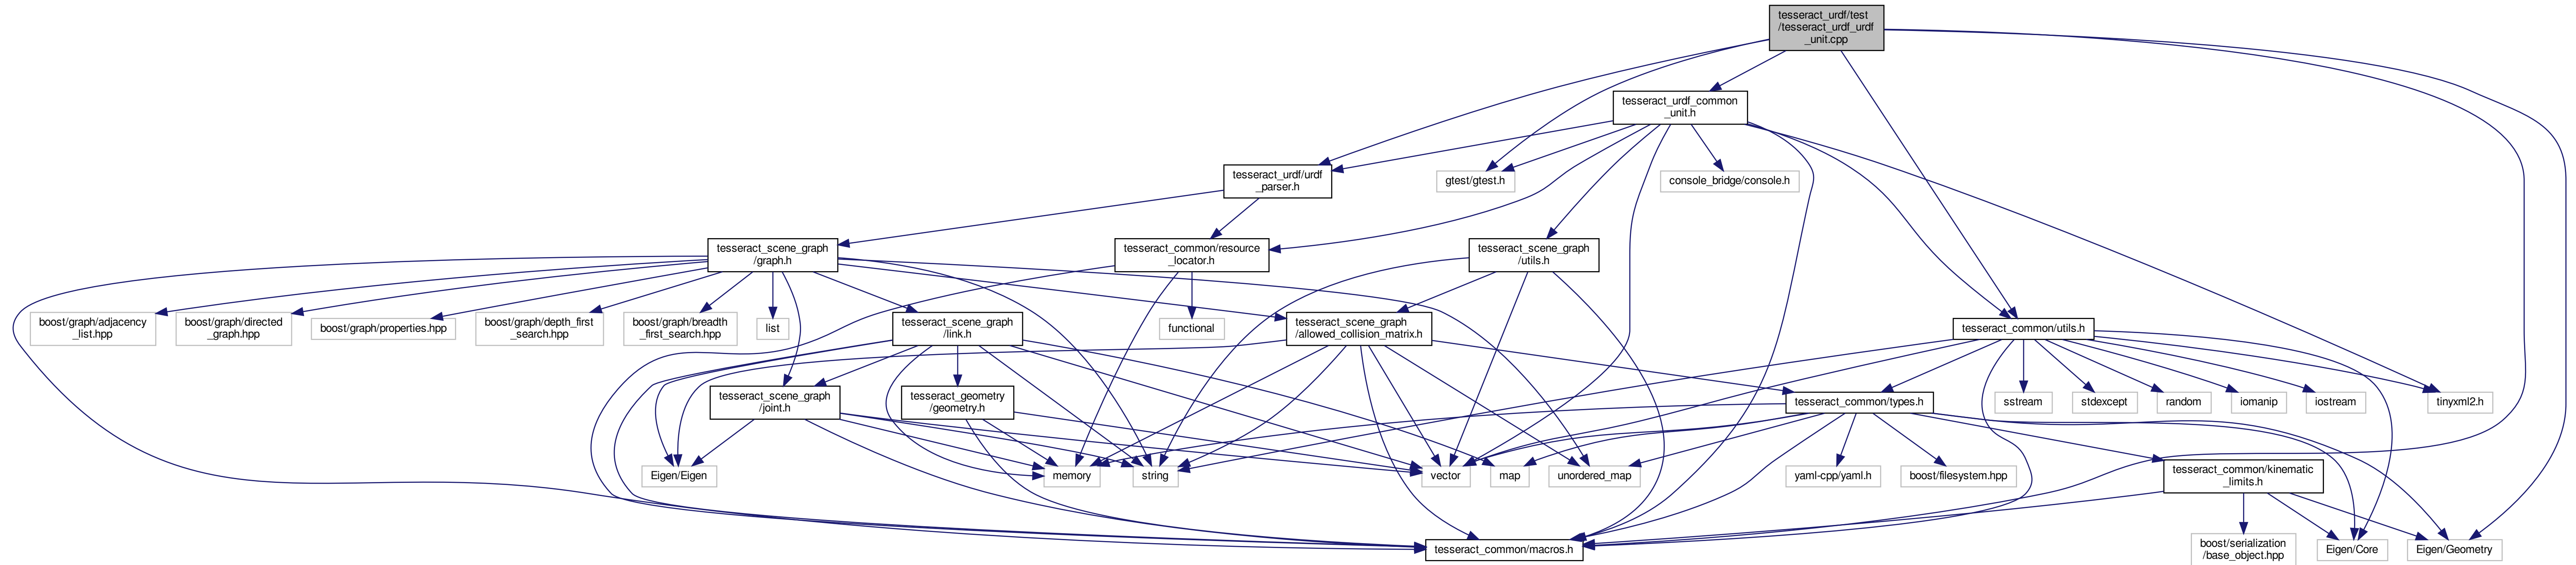 tesseract_urdf/test
/tesseract_urdf_urdf
_unit.cpp
tesseract_urdf_common
_unit.h
tesseract_urdf/urdf
_parser.h
gtest/gtest.h
console_bridge/console.h
tesseract_scene_graph
/graph.h
tesseract_common/resource
_locator.h
tesseract_scene_graph
/utils.h
boost/graph/adjacency
_list.hpp
boost/graph/directed
_graph.hpp
boost/graph/properties.hpp
boost/graph/depth_first
_search.hpp
boost/graph/breadth
_first_search.hpp
list
tesseract_scene_graph
/link.h
functional
tesseract_scene_graph
/allowed_collision_matrix.h
tesseract_common/utils.h
tesseract_scene_graph
/joint.h
tesseract_geometry
/geometry.h
tesseract_common/types.h
sstream
stdexcept
random
iomanip
iostream
tinyxml2.h
Eigen/Eigen
memory
string
vector
map
unordered_map
yaml-cpp/yaml.h
boost/filesystem.hpp
tesseract_common/kinematic
_limits.h
tesseract_common/macros.h
boost/serialization
/base_object.hpp
Eigen/Core
Eigen/Geometry